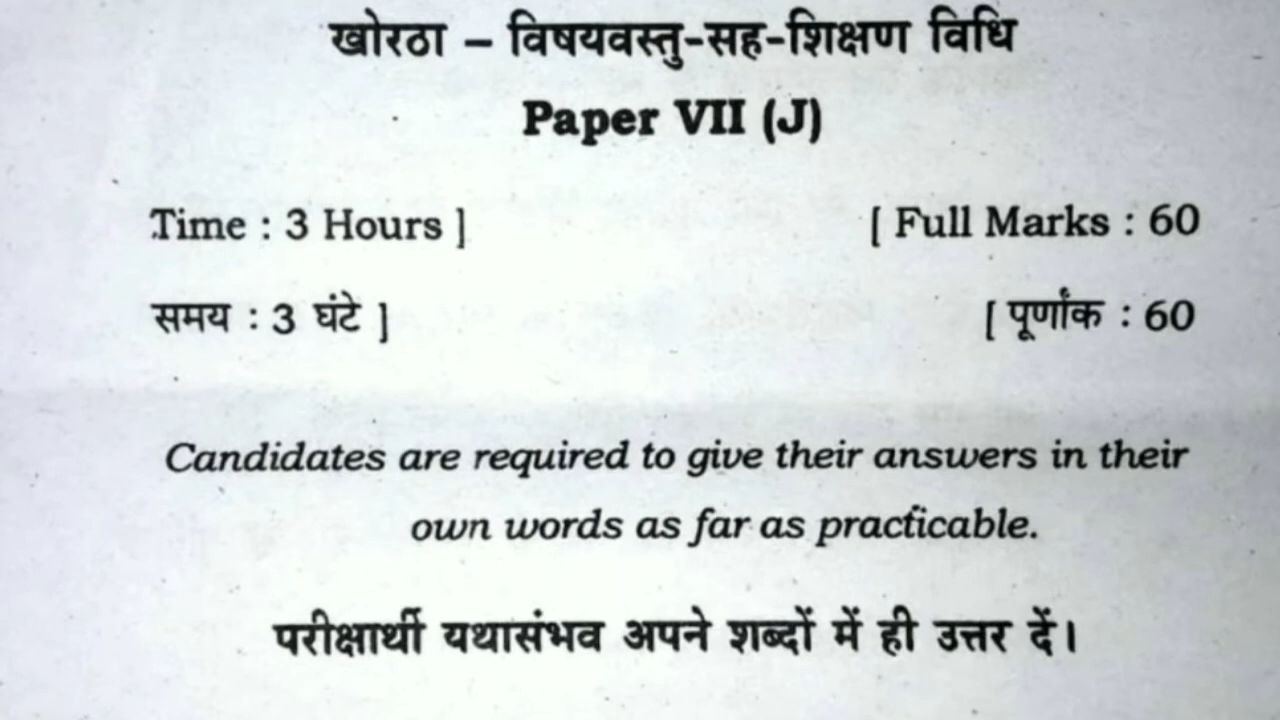 खोरठा – विषयवस्तु-सह-शिक्षण विधि
Paper VII (J)
Time : 3 Hours ] [ Full Marks : 60
समय : 3 घंटे ] [ पूर्णांक : 60
Candidates are required to give their answers in their
own words as far as practicable.
परीक्षार्थी यथासंभव अपने शब्दों में ही उत्तर दें।